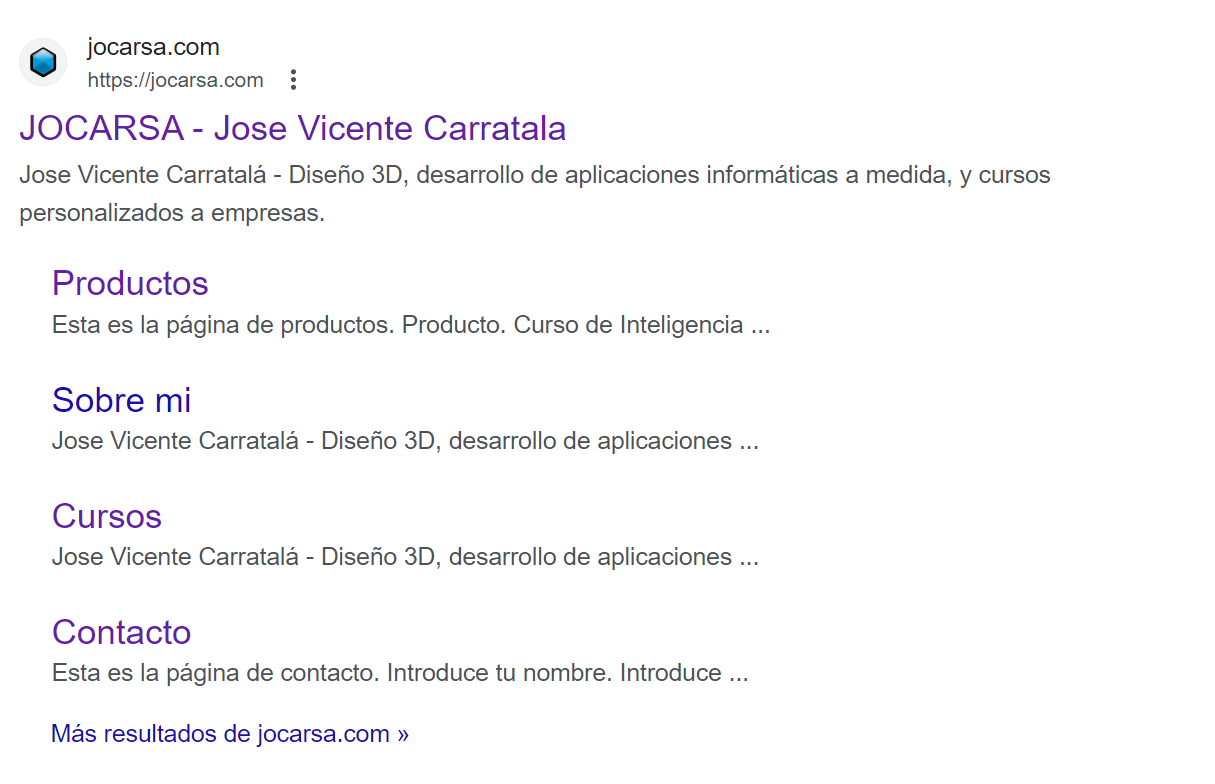 jocarsa.com
https://jocarsa.com
JOCARSA - Jose Vicente Carratala
Jose Vicente Carratalá - Diseño 3D, desarrollo de aplicaciones informáticas a medida, y cursos
personalizados a empresas.
Productos
Esta es la página de productos. Producto. Curso de Inteligencia ...
Sobre mi
Jose Vicente Carratalá - Diseño 3D, desarrollo de aplicaciones ...
Cursos
Jose Vicente Carratalá - Diseño 3D, desarrollo de aplicaciones ...
Contacto
Esta es la página de contacto. Introduce tu nombre. Introduce ...
Más resultados de jocarsa.com »